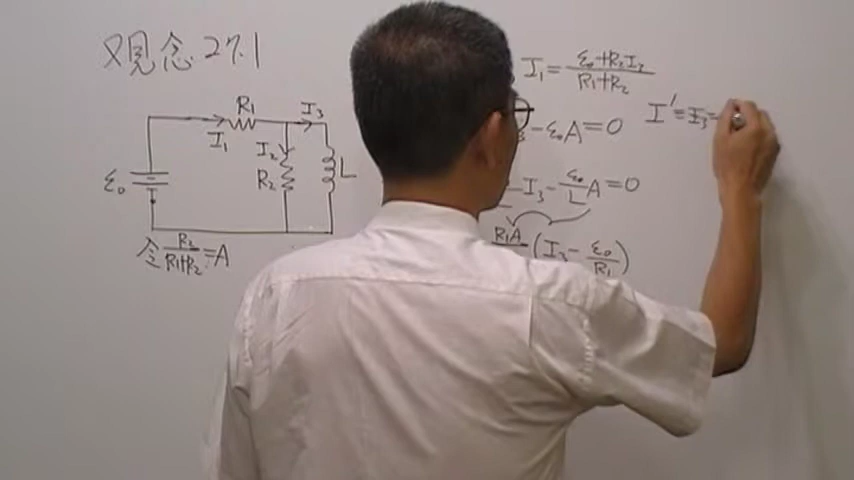 观念 27.1
R₁
I₃
I₁
I₂
ε₀
R₂
L
令 R₂/(R₁+R₂) = A
I₁ = (ε₀+R₂I₂)/(R₁+R₂)
- ε₀A = 0
I' = I₃ -
- I₃ - ε₀/L A = 0
R₁A (I₃ - ε₀/R₁)